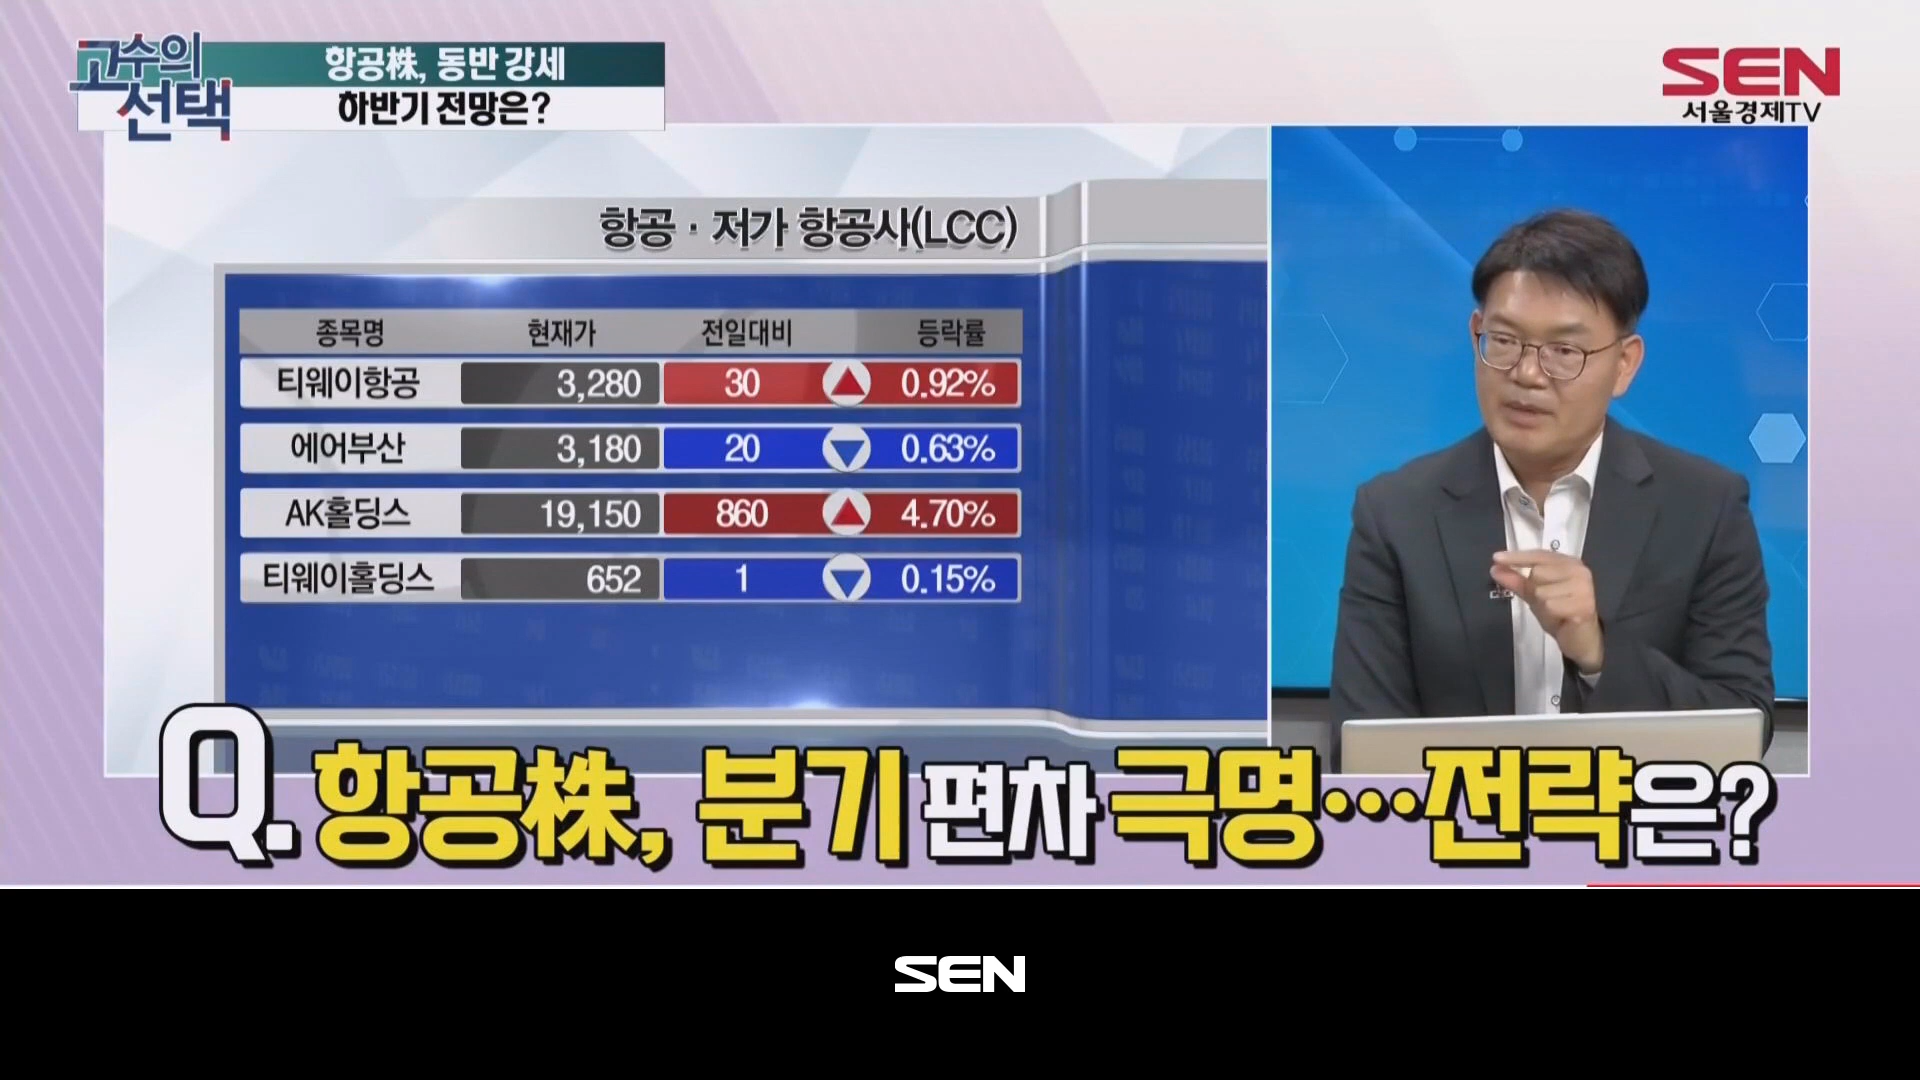 고수의
선택
항공株, 동반 강세
하반기 전망은?
SEN
서울경제TV
항공 · 저가 항공사(LCC)
종목명 현재가 전일대비 등락률
티웨이항공 3,280 30 ▲ 0.92%
에어부산 3,180 20 ▼ 0.63%
AK홀딩스 19,150 860 ▲ 4.70%
티웨이홀딩스 652 1 ▼ 0.15%
Q. 항공株, 분기 편차 극명…전략은?
SEN